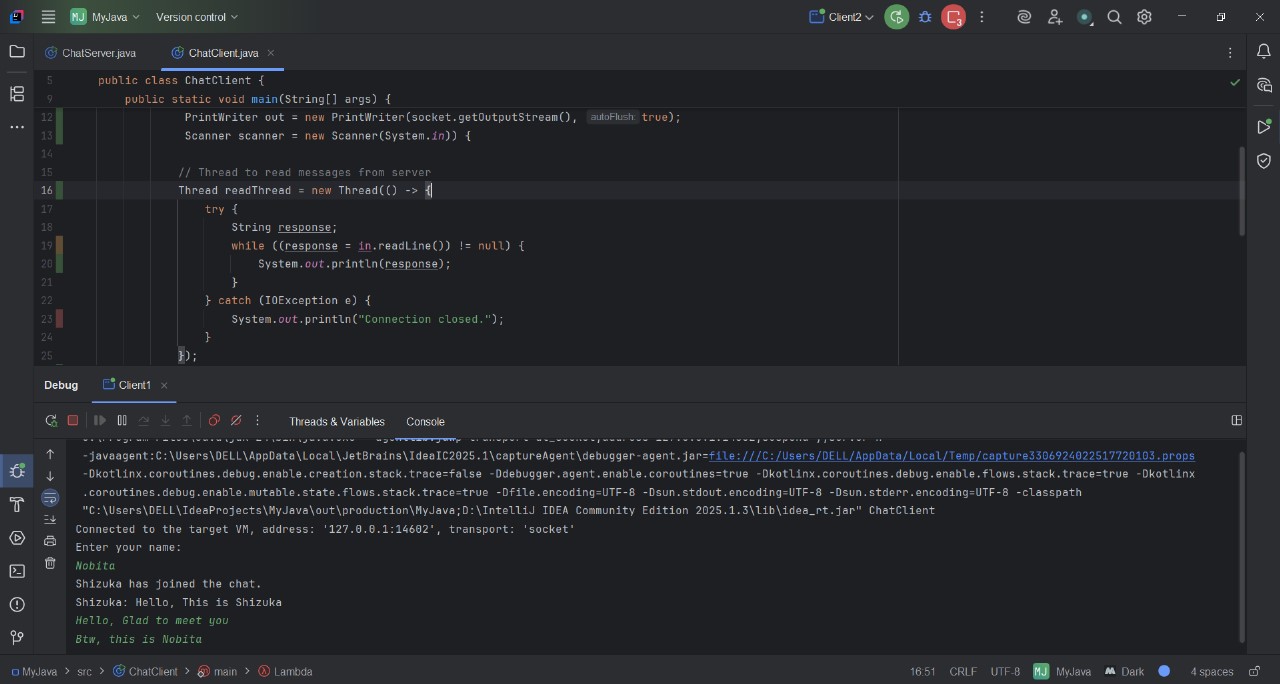 MJ MyJava Version control Client2 3
ChatServer.java ChatClient.java
5 public class ChatClient {
9 public static void main(String[] args) {
12 PrintWriter out = new PrintWriter(socket.getOutputStream(), autoFlush: true);
13 Scanner scanner = new Scanner(System.in)) {
14
15 // Thread to read messages from server
16 Thread readThread = new Thread(() -> {
17 try {
18 String response;
19 while ((response = in.readLine()) != null) {
20 System.out.println(response);
21 }
22 } catch (IOException e) {
23 System.out.println("Connection closed.");
24 }
25 });
Debug Client1
Threads & Variables Console
-javaagent:C:\Users\DELL\AppData\Local\JetBrains\IdeaIC2025.1\captureAgent\debugger-agent.jar=file:///C:/Users/DELL/AppData/Local/Temp/capture3306924022517720103.props
-Dkotlinx.coroutines.debug.enable.creation.stack.trace=false -Ddebugger.agent.enable.coroutines=true -Dkotlinx.coroutines.debug.enable.flows.stack.trace=true -Dkotlinx
.coroutines.debug.enable.mutable.state.flows.stack.trace=true -Dfile.encoding=UTF-8 -Dsun.stdout.encoding=UTF-8 -Dsun.stderr.encoding=UTF-8 -classpath
"C:\Users\DELL\IdeaProjects\MyJava\out\production\MyJava;D:\IntelliJ IDEA Community Edition 2025.1.3\lib\idea_rt.jar" ChatClient
Connected to the target VM, address: '127.0.0.1:14602', transport: 'socket'
Enter your name:
Nobita
Shizuka has joined the chat.
Shizuka: Hello, This is Shizuka
Hello, Glad to meet you
Btw, this is Nobita
MyJava > src > ChatClient > main > Lambda 16:51 CRLF UTF-8 MJ MyJava Dark 4 spaces